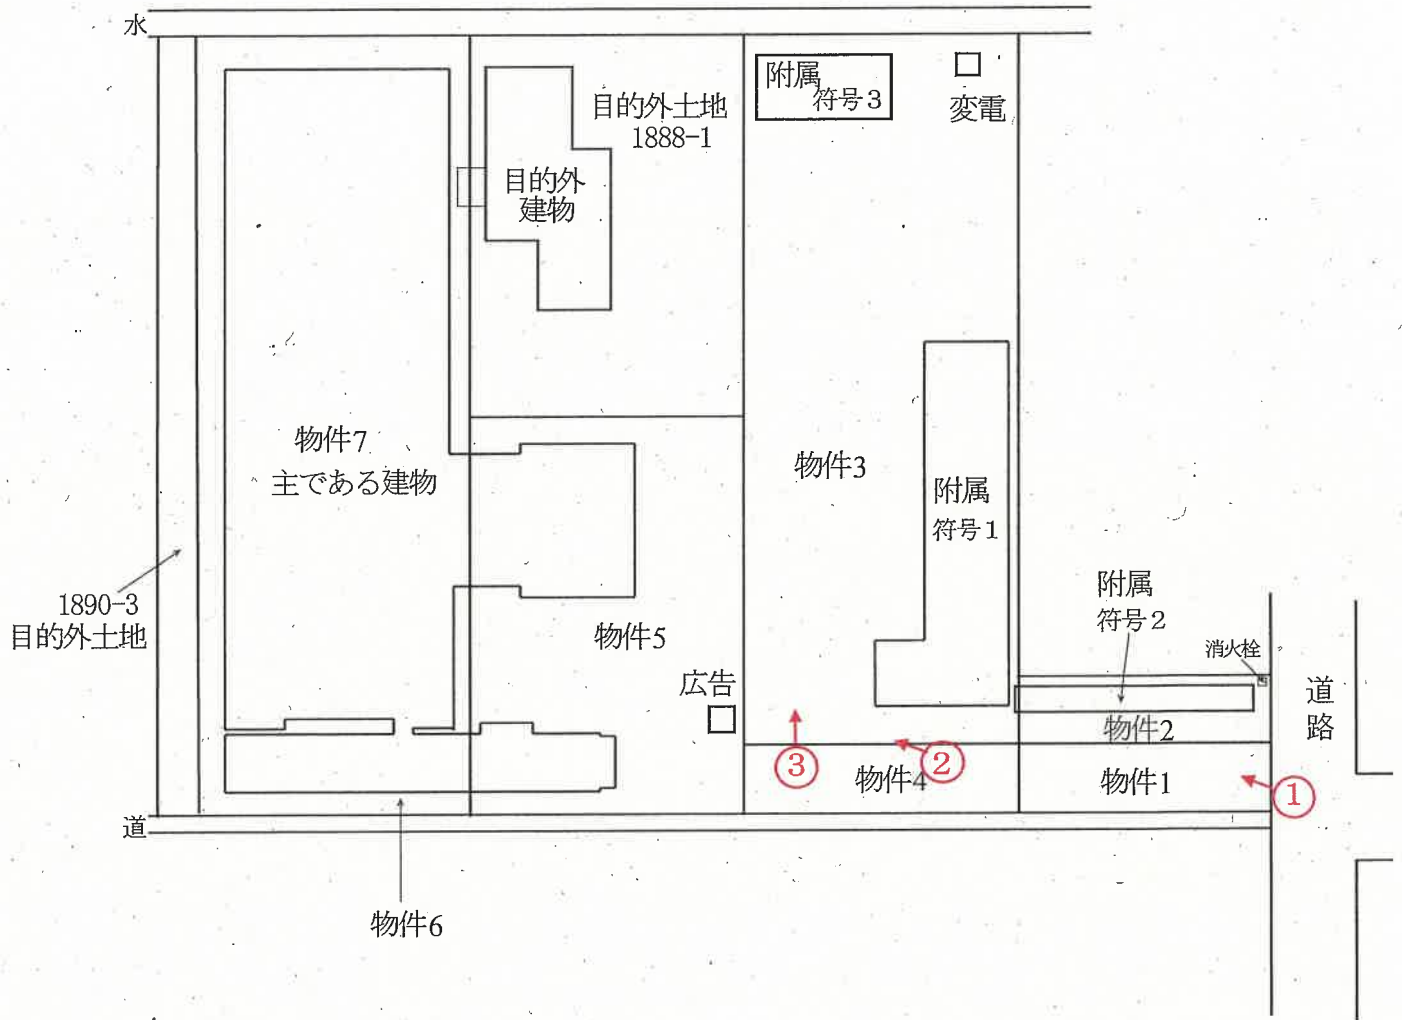 水
附属
符号3
変電
目的外土地
1888-1
目的外
建物
物件7
主である建物
物件3
附属
符号1
1890-3
目的外土地
物件5
広告
附属
符号2
消火栓
道
路
物件2
③
②
物件4
物件1
①
道
物件6